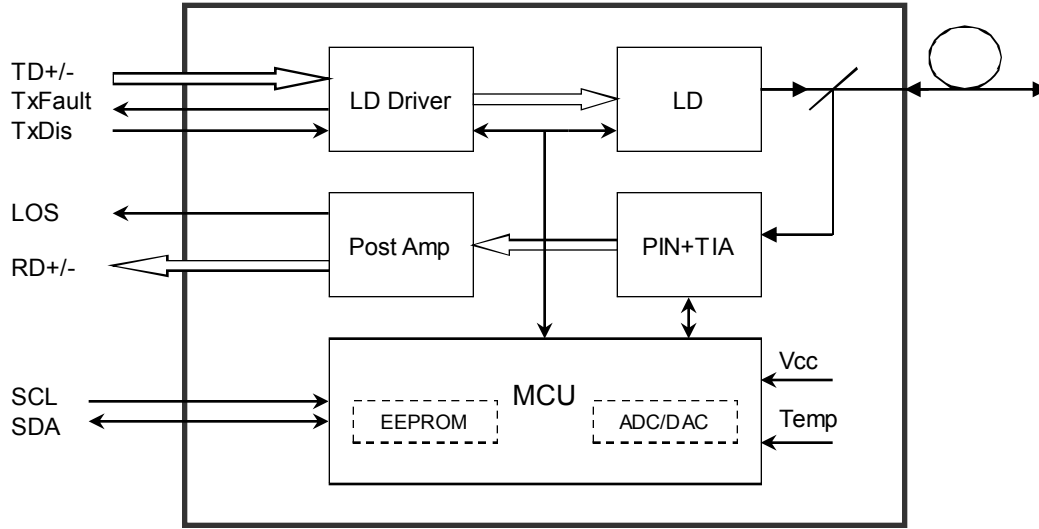 TD+/-
TxFault
TxDis
LD Driver
LD
LOS
RD+/-
Post Amp
PIN+TIA
SCL
SDA
MCU
EEPROM
ADC/DAC
Vcc
Temp